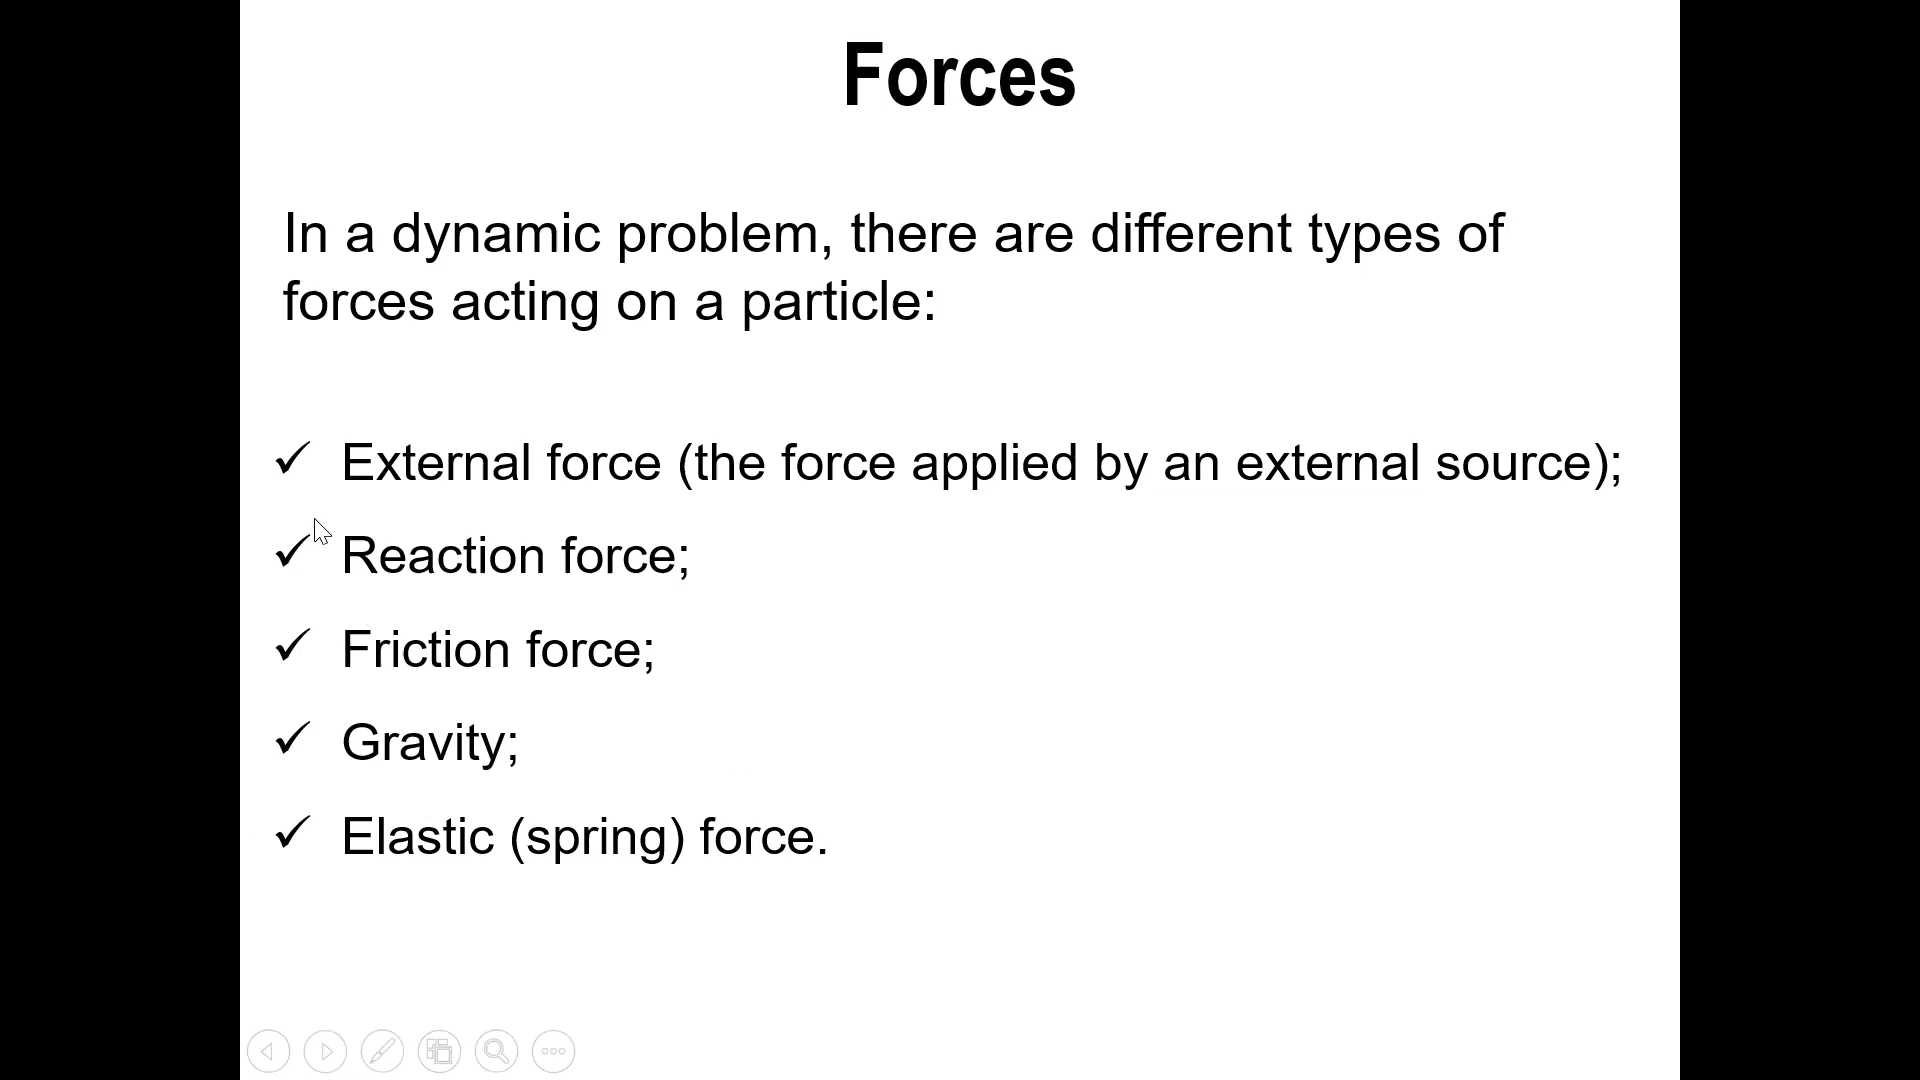 Forces
In a dynamic problem, there are different types of
forces acting on a particle:
✓ External force (the force applied by an external source);
✓ Reaction force;
✓ Friction force;
✓ Gravity;
✓ Elastic (spring) force.